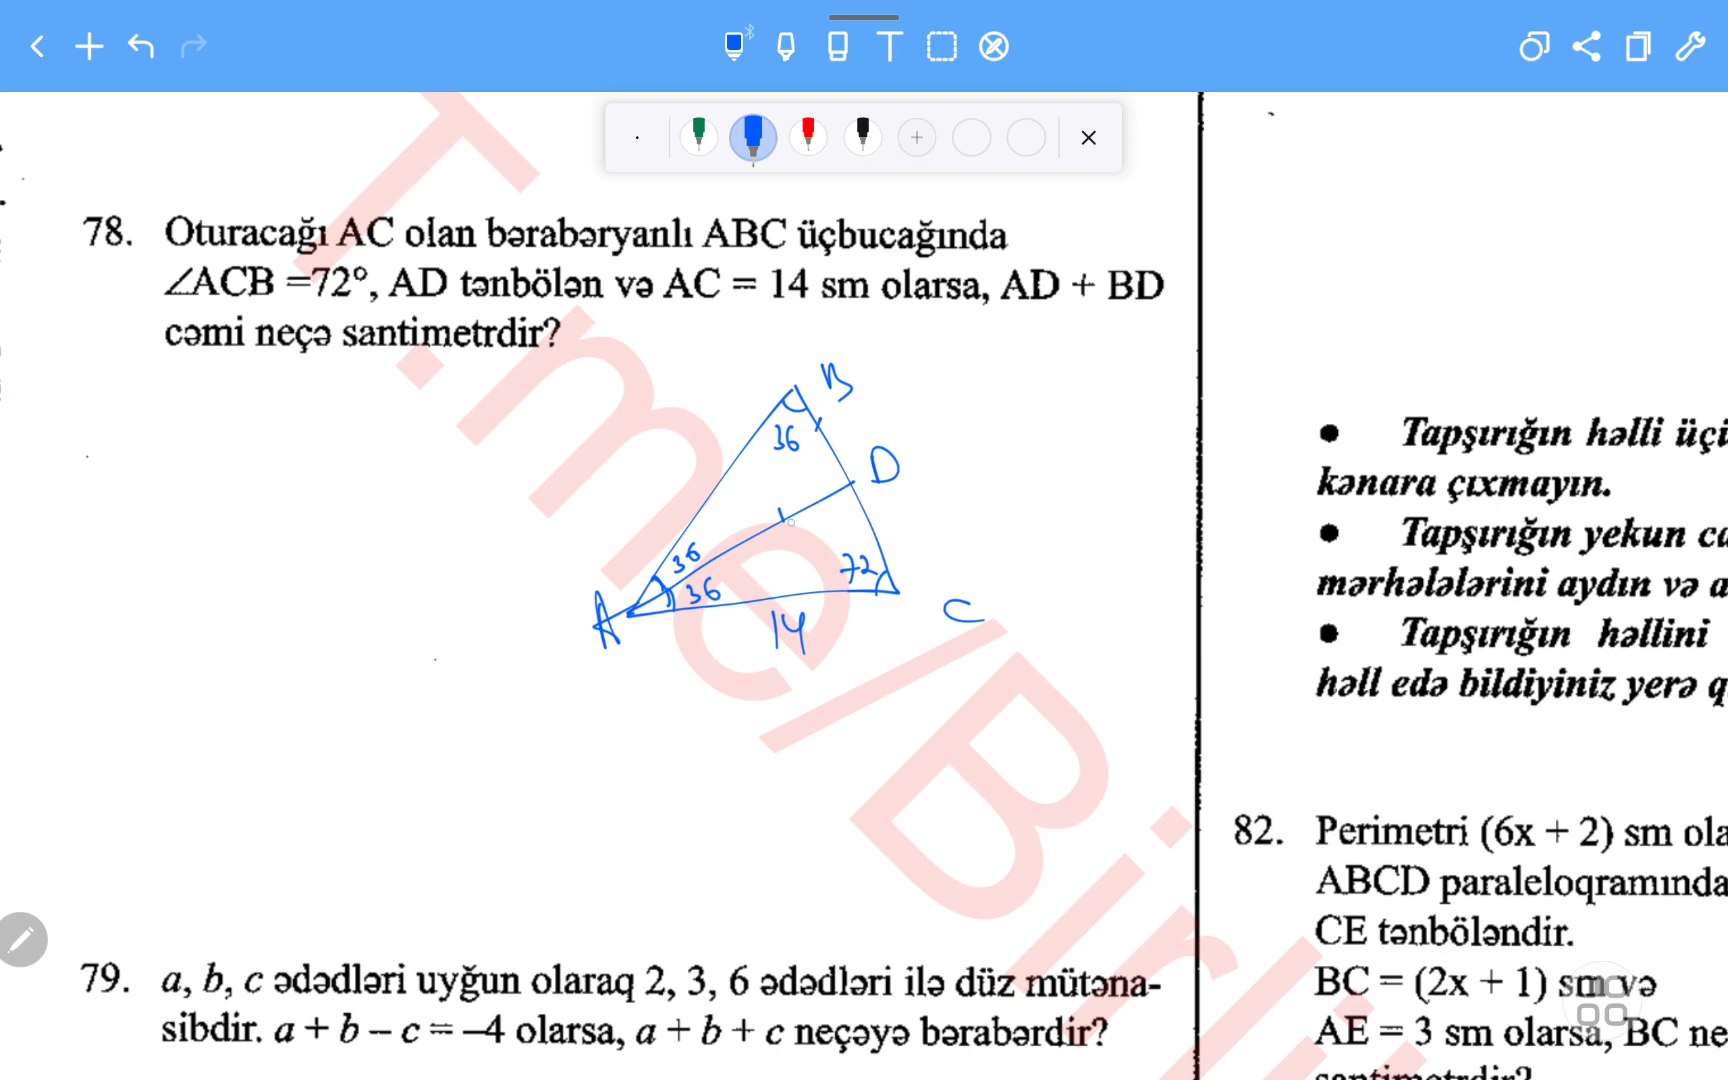 78. Oturacağı AC olan bərabəryanlı ABC üçbucağında
∠ACB =72°, AD tənbölən və AC = 14 sm olarsa, AD + BD
cəmi neçə santimetrdir?
B
36
D
36
36
72
A
14
C
79. a, b, c ədədləri uyğun olaraq 2, 3, 6 ədədləri ilə düz mütəna-
sibdir. a + b – c = –4 olarsa, a + b + c neçəyə bərabərdir?
● Tapşırığın həlli üçi
kənara çıxmayın.
● Tapşırığın yekun ca
mərhələlərini aydın və a
● Tapşırığın həllini
həll edə bildiyiniz yerə q
82. Perimetri (6x + 2) sm ola
ABCD paraleloqramında
CE tənböləndir.
BC = (2x + 1) sm və
AE = 3 sm olarsa, BC ne
santimetrdir?
T.me/Birli